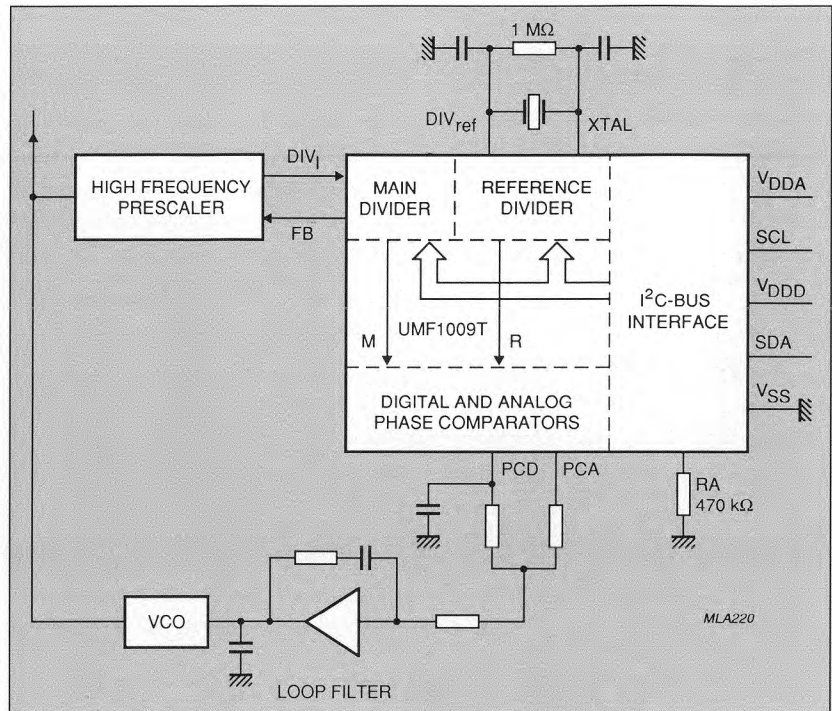 1 MΩ
DIVref
XTAL
HIGH FREQUENCY
PRESCALER
DIVI
FB
MAIN
DIVIDER
REFERENCE
DIVIDER
M
UMF1009T
R
DIGITAL AND ANALOG
PHASE COMPARATORS
I²C-BUS
INTERFACE
VDDA
SCL
VDDD
SDA
VSS
PCD
PCA
RA
470 kΩ
VCO
LOOP FILTER
MLA220